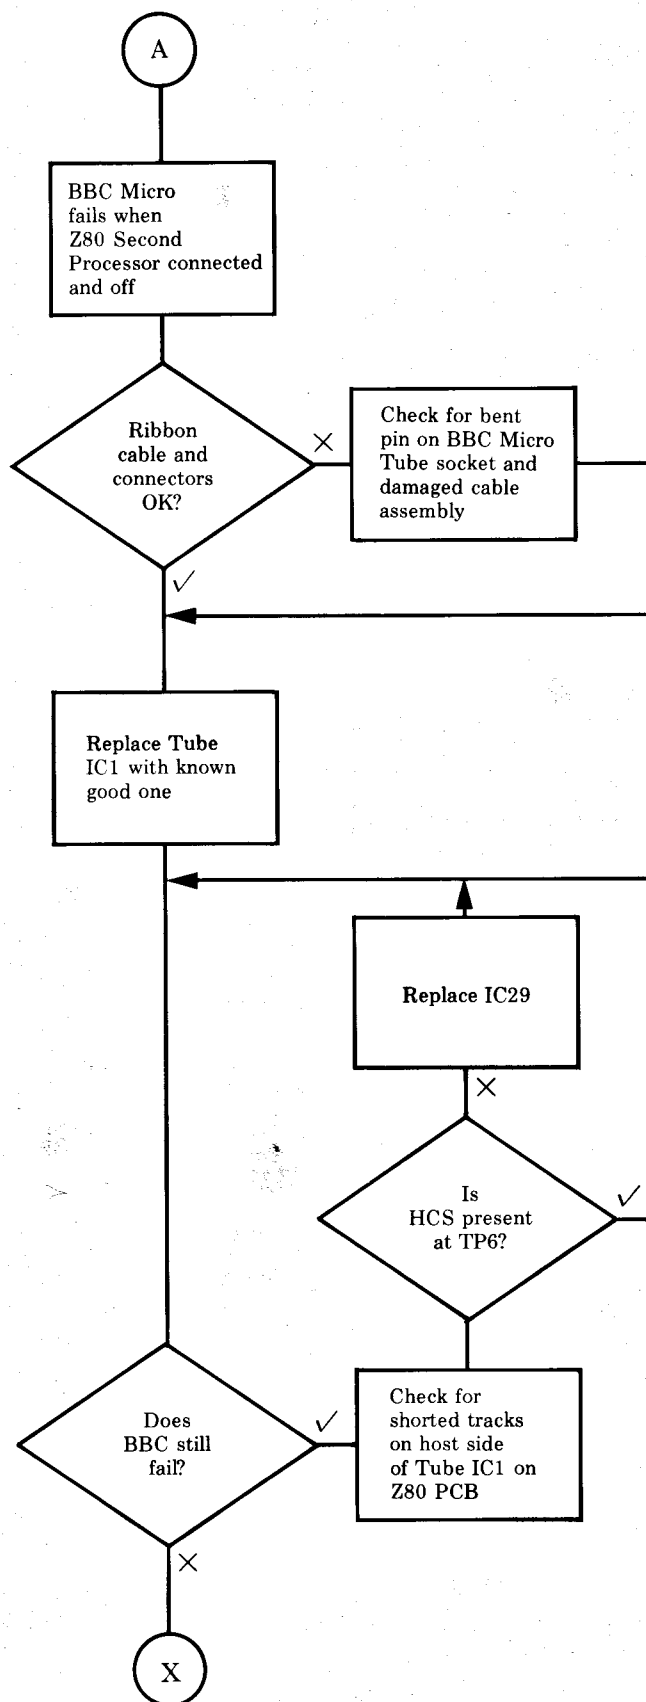 A
BBC Micro
fails when
Z80 Second
Processor connected
and off
Ribbon
cable and
connectors
OK?
×
Check for bent
pin on BBC Micro
Tube socket and
damaged cable
assembly
✓
Replace Tube
IC1 with known
good one
Replace IC29
×
Is
HCS present
at TP6?
✓
Does
BBC still
fail?
✓
Check for
shorted tracks
on host side
of Tube IC1 on
Z80 PCB
×
X